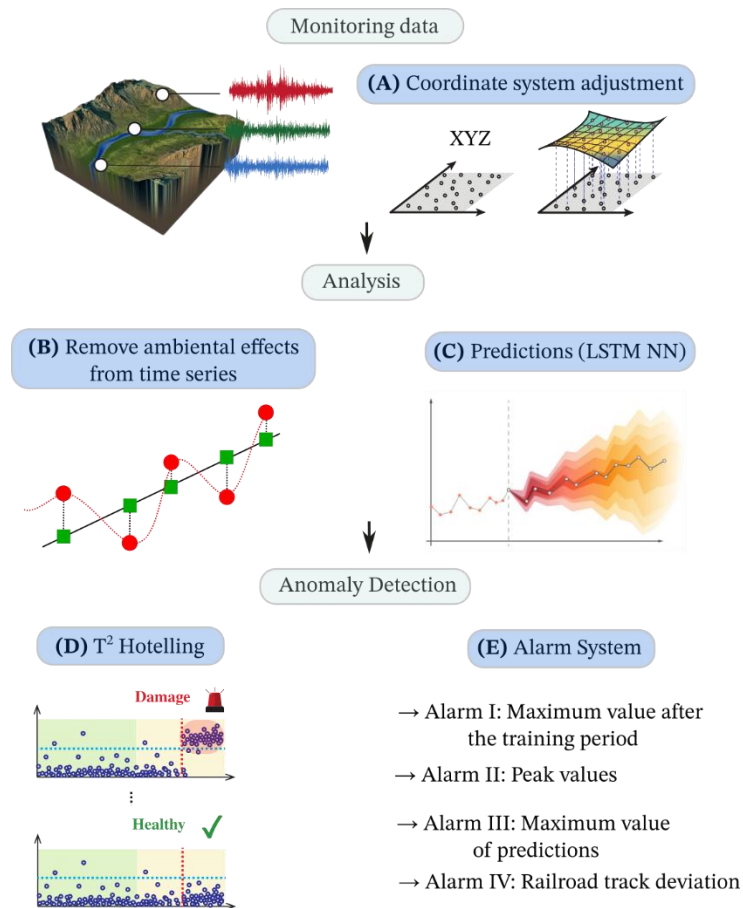 Monitoring data
(A) Coordinate system adjustment
XYZ
Analysis
(B) Remove ambiental effects
from time series
(C) Predictions (LSTM NN)
Anomaly Detection
(D) T² Hotelling
Damage
⋮
Healthy ✓
(E) Alarm System
→ Alarm I: Maximum value after
the training period
→ Alarm II: Peak values
→ Alarm III: Maximum value
of predictions
→ Alarm IV: Railroad track deviation